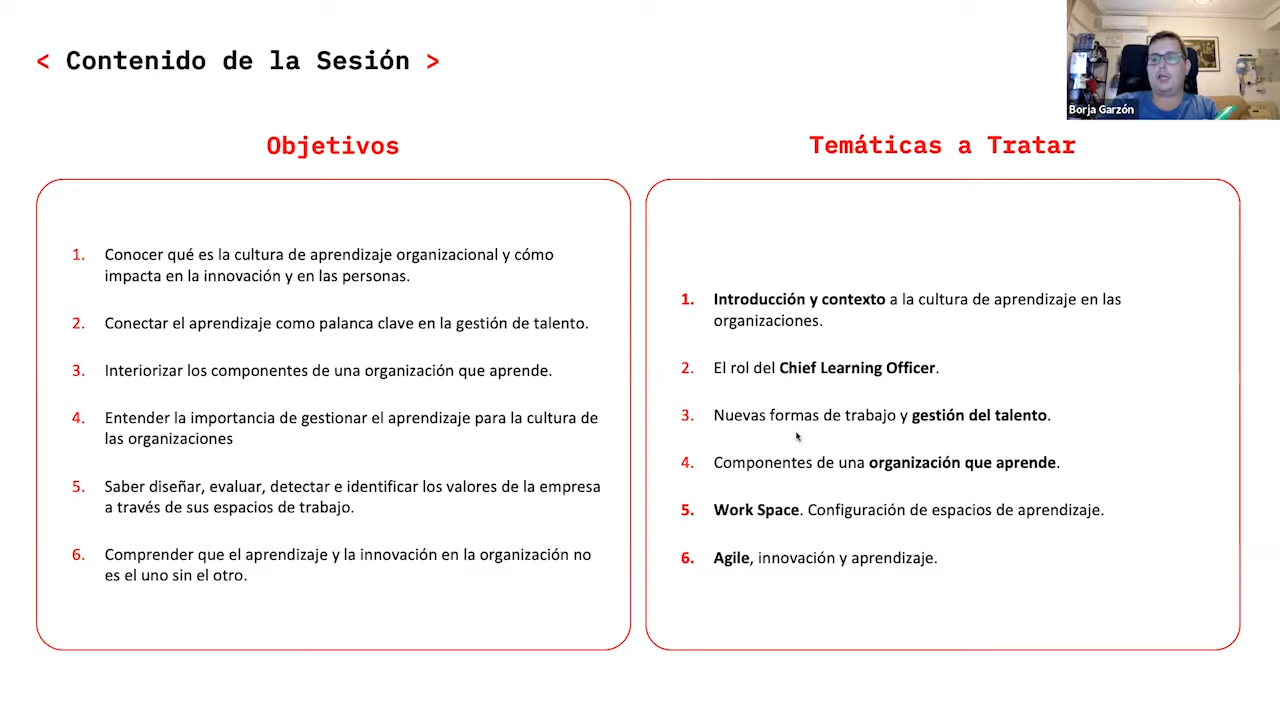 < Contenido de la Sesión >
Borja Garzón
Objetivos
1. Conocer qué es la cultura de aprendizaje organizacional y cómo
impacta en la innovación y en las personas.
2. Conectar el aprendizaje como palanca clave en la gestión de talento.
3. Interiorizar los componentes de una organización que aprende.
4. Entender la importancia de gestionar el aprendizaje para la cultura de
las organizaciones
5. Saber diseñar, evaluar, detectar e identificar los valores de la empresa
a través de sus espacios de trabajo.
6. Comprender que el aprendizaje y la innovación en la organización no
es el uno sin el otro.
Temáticas a Tratar
1. Introducción y contexto a la cultura de aprendizaje en las
organizaciones.
2. El rol del Chief Learning Officer.
3. Nuevas formas de trabajo y gestión del talento.
4. Componentes de una organización que aprende.
5. Work Space. Configuración de espacios de aprendizaje.
6. Agile, innovación y aprendizaje.